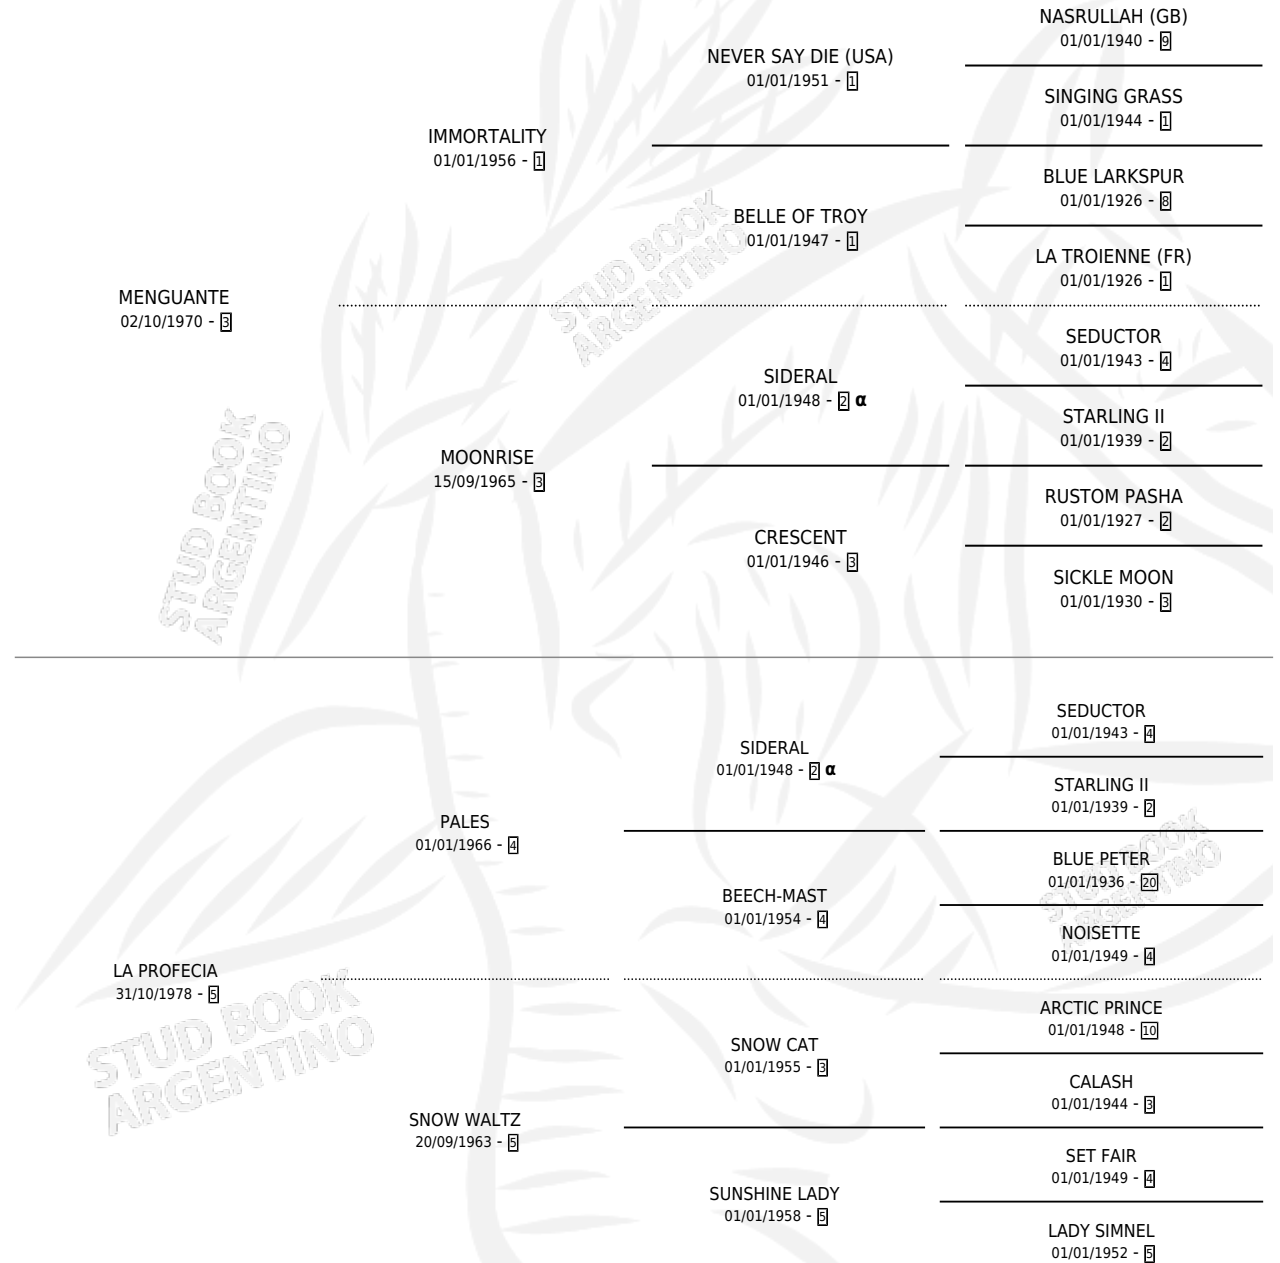 NASRULLAH (GB)
01/01/1940 - 9
NEVER SAY DIE (USA)
01/01/1951 - 1
SINGING GRASS
01/01/1944 - 1
IMMORTALITY
01/01/1956 - 1
BLUE LARKSPUR
01/01/1926 - 8
BELLE OF TROY
01/01/1947 - 1
LA TROIENNE (FR)
01/01/1926 - 1
MENGUANTE
02/10/1970 - 3
SEDUCTOR
01/01/1943 - 4
SIDERAL
01/01/1948 - 2 α
STARLING II
01/01/1939 - 2
MOONRISE
15/09/1965 - 3
RUSTOM PASHA
01/01/1927 - 2
CRESCENT
01/01/1946 - 3
SICKLE MOON
01/01/1930 - 3
SEDUCTOR
01/01/1943 - 4
SIDERAL
01/01/1948 - 2 α
STARLING II
01/01/1939 - 2
PALES
01/01/1966 - 4
BLUE PETER
01/01/1936 - 20
BEECH-MAST
01/01/1954 - 4
NOISETTE
01/01/1949 - 4
LA PROFECIA
31/10/1978 - 5
ARCTIC PRINCE
01/01/1948 - 10
SNOW CAT
01/01/1955 - 3
CALASH
01/01/1944 - 3
SNOW WALTZ
20/09/1963 - 5
SET FAIR
01/01/1949 - 4
SUNSHINE LADY
01/01/1958 - 5
LADY SIMNEL
01/01/1952 - 5
STUD BOOK
ARGENTINO
STUD BOOK
ARGENTINO
STUD BOOK
ARGENTINO
STUD BOOK
ARGENTINO